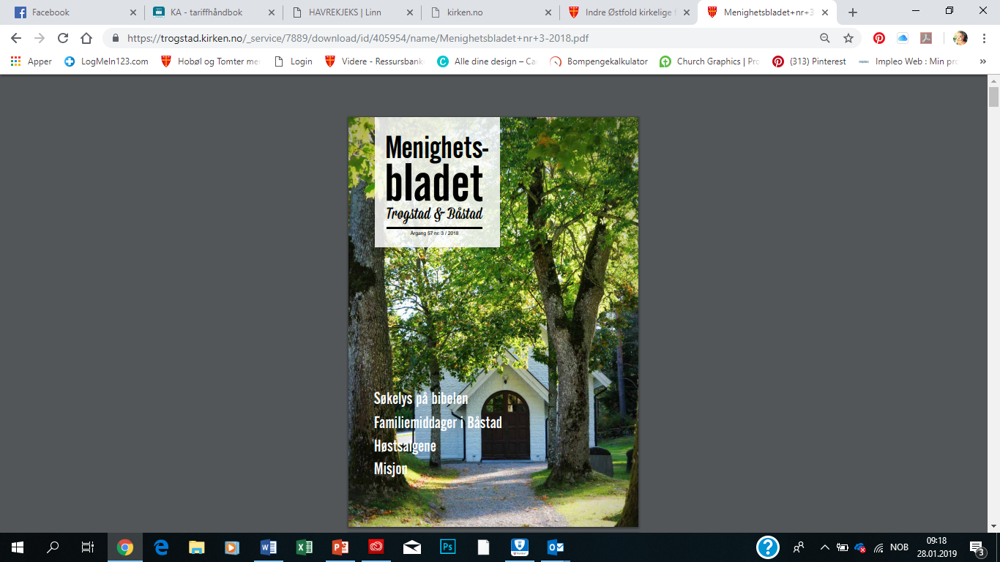 Facebook
KA - tariffhåndbok
HAVREKJEKS | Linn
kirken.no
Indre Østfold kirkelige
Menighetsbladet+nr+3
https://trogstad.kirken.no/_service/7889/download/id/405954/name/Menighetsbladet+nr+3-2018.pdf
Apper
LogMeIn123.com
Hobøl og Tomter me
Login
Videre - Ressursbank
Alle dine design – Ca
Bompengekalkulator
Church Graphics | Pro
(313) Pinterest
Impleo Web : Min pro
»
Menighets-
bladet
Trøgstad & Båstad
Årgang 57 nr. 3 / 2018
Søkelys på bibelen
Familiemiddager i Båstad
Høstsalgene
Misjon
NOB
09:18
28.01.2019
3